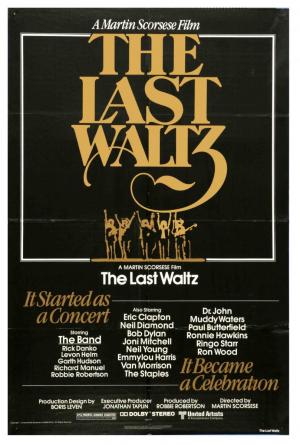 A Martin Scorsese Film
THE
LAST
WALTZ
A MARTIN SCORSESE Film
The Last Waltz
It Started as
a Concert
Starring
The Band
Rick Danko
Levon Helm
Garth Hudson
Richard Manuel
Robbie Robertson
Also Starring
Eric Clapton
Neil Diamond
Bob Dylan
Joni Mitchell
Neil Young
Emmylou Harris
Van Morrison
The Staples
Dr. John
Muddy Waters
Paul Butterfield
Ronnie Hawkins
Ringo Starr
Ron Wood
It Became
a Celebration
Production Design by
BORIS LEVEN
Executive Producer
JONATHAN TAPLIN
Produced by
ROBBIE ROBERTSON
Directed by
MARTIN SCORSESE
DOLBY STEREO
United Artists
The Last Waltz